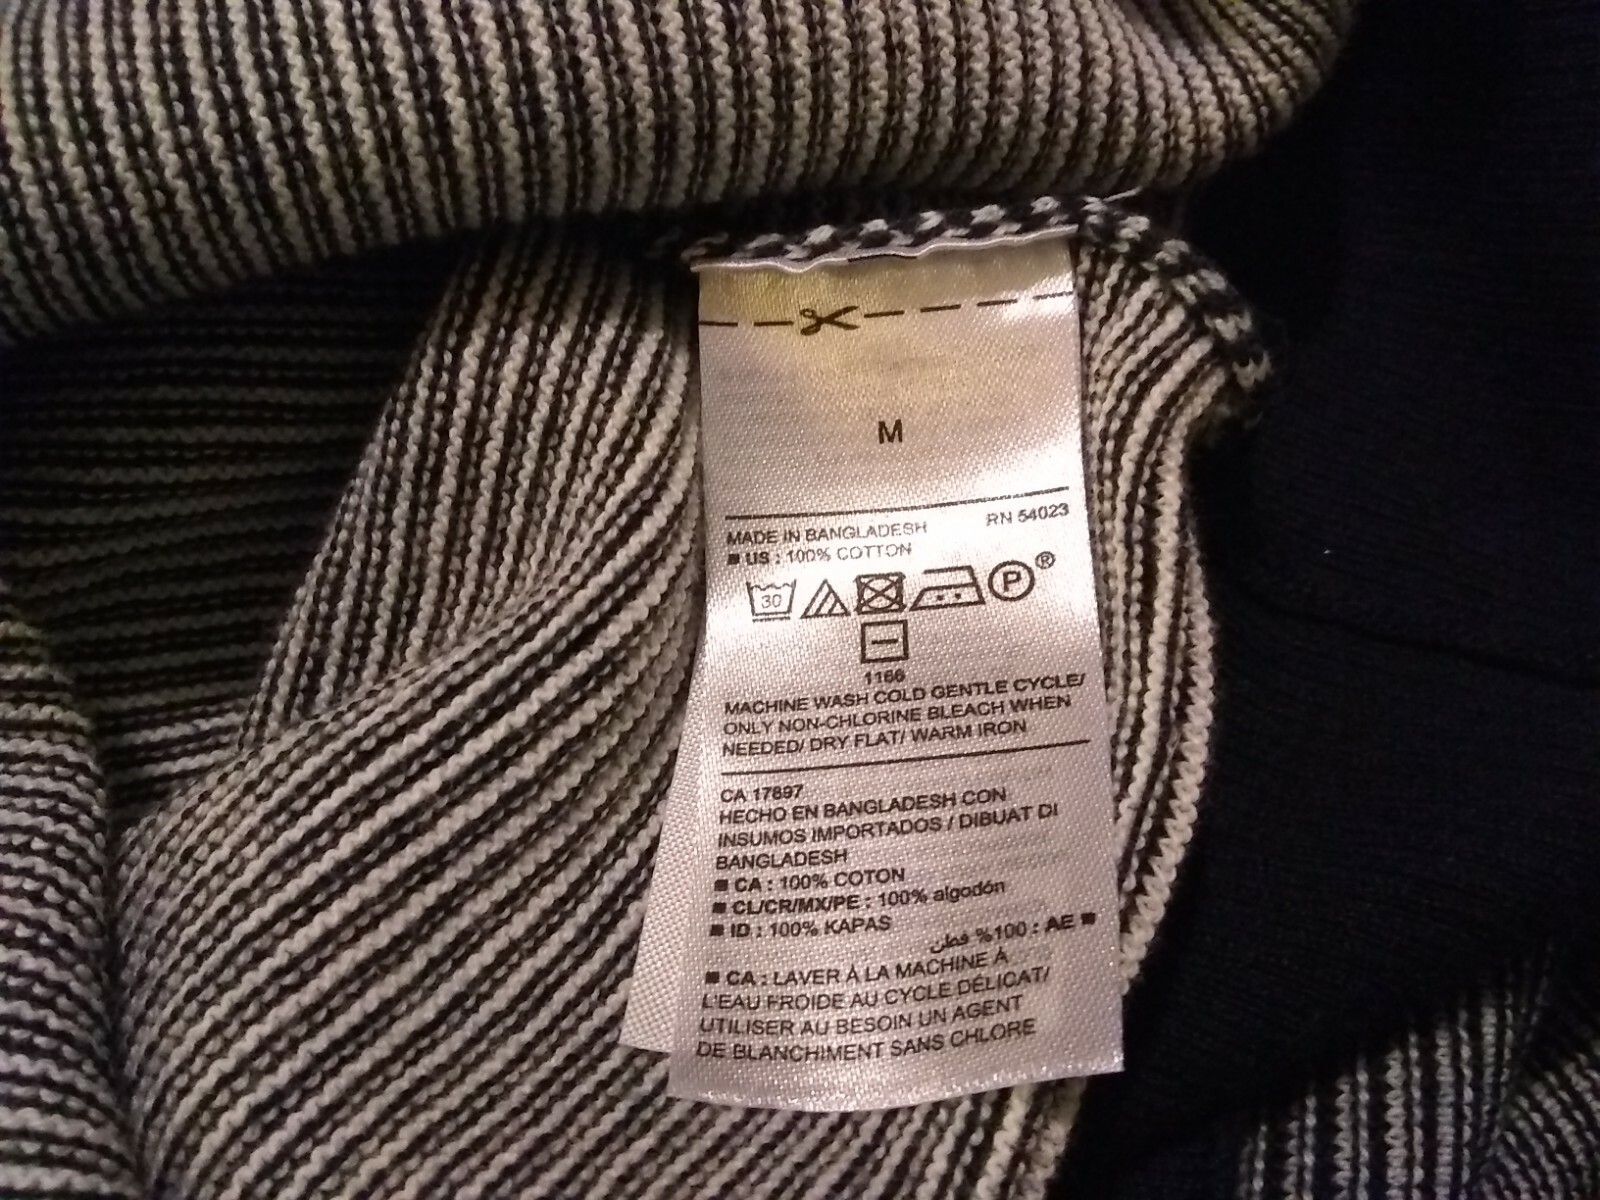 M
MADE IN BANGLADESH RN 54023
■ US : 100% COTTON
30 P®
1166
MACHINE WASH COLD GENTLE CYCLE/
ONLY NON-CHLORINE BLEACH WHEN
NEEDED/ DRY FLAT/ WARM IRON
CA 17897
HECHO EN BANGLADESH CON
INSUMOS IMPORTADOS / DIBUAT DI
BANGLADESH
■ CA : 100% COTON
■ CL/CR/MX/PE : 100% algodón
■ ID : 100% KAPAS
■ AE : 100% قطن
■ CA : LAVER À LA MACHINE À
L'EAU FROIDE AU CYCLE DÉLICAT/
UTILISER AU BESOIN UN AGENT
DE BLANCHIMENT SANS CHLORE